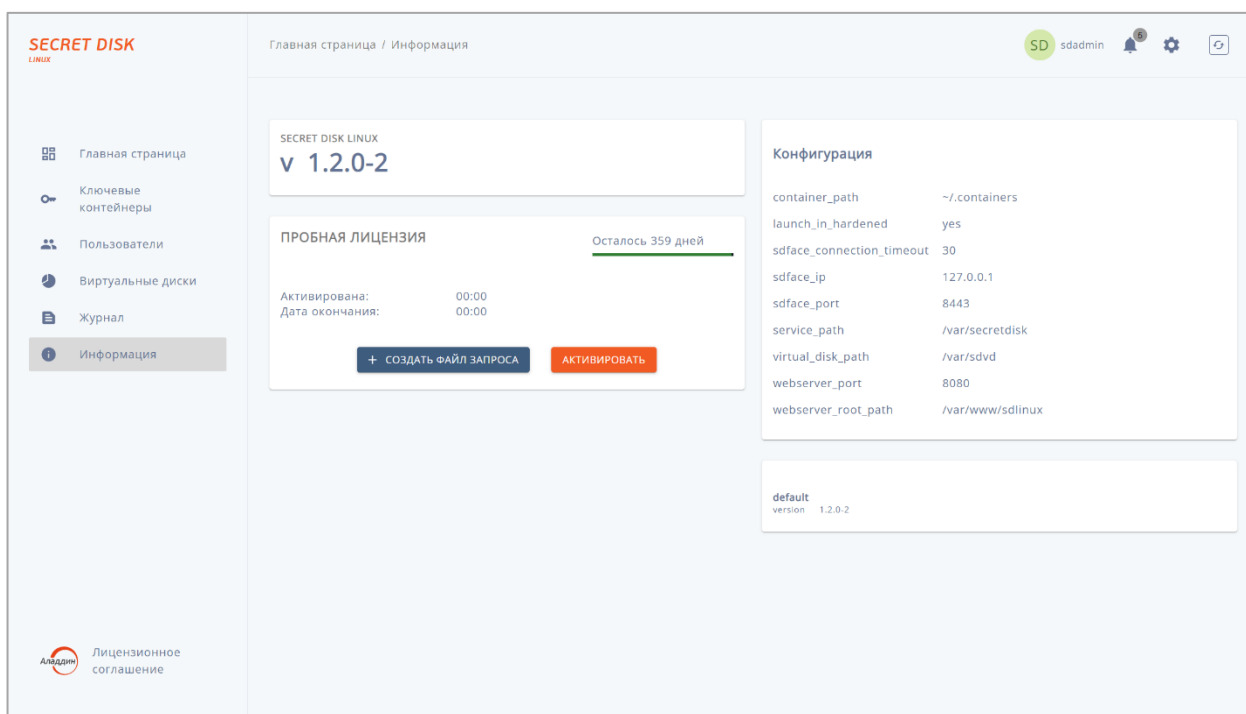 SECRET DISK
LINUX
Главная страница / Информация
SD sdadmin 6
Главная страница
Ключевые
контейнеры
Пользователи
Виртуальные диски
Журнал
Информация
Аладдин
Лицензионное
соглашение
SECRET DISK LINUX
v 1.2.0-2
ПРОБНАЯ ЛИЦЕНЗИЯ
Осталось 359 дней
Активирована: 00:00
Дата окончания: 00:00
+ СОЗДАТЬ ФАЙЛ ЗАПРОСА
АКТИВИРОВАТЬ
Конфигурация
container_path ~/.containers
launch_in_hardened yes
sdface_connection_timeout 30
sdface_ip 127.0.0.1
sdface_port 8443
service_path /var/secretdisk
virtual_disk_path /var/sdvd
webserver_port 8080
webserver_root_path /var/www/sdlinux
default
version 1.2.0-2